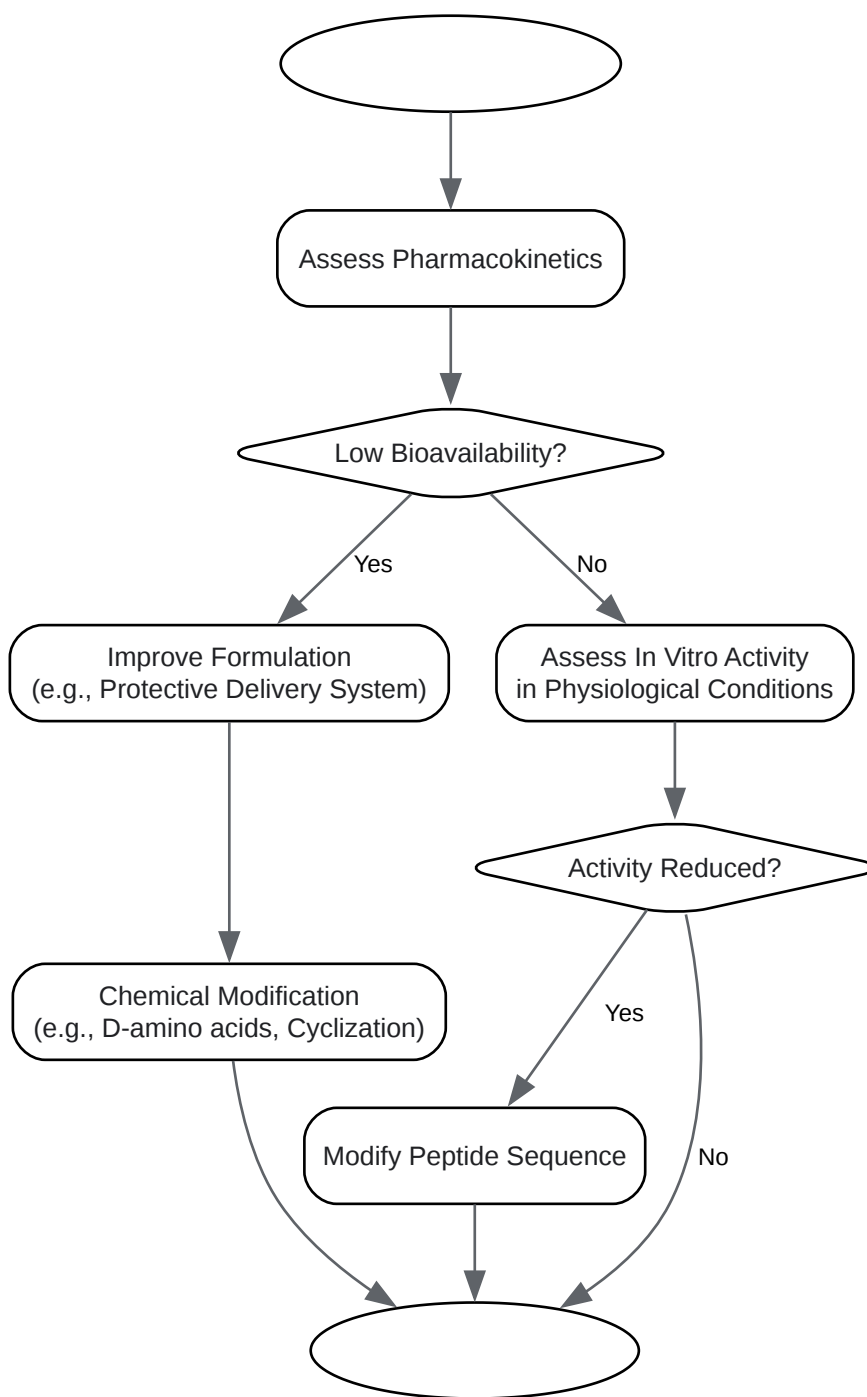 Assess Pharmacokinetics
Low Bioavailability?
Yes
No
Improve Formulation
(e.g., Protective Delivery System)
Assess In Vitro Activity
in Physiological Conditions
Activity Reduced?
Chemical Modification
(e.g., D-amino acids, Cyclization)
Yes
Modify Peptide Sequence
No